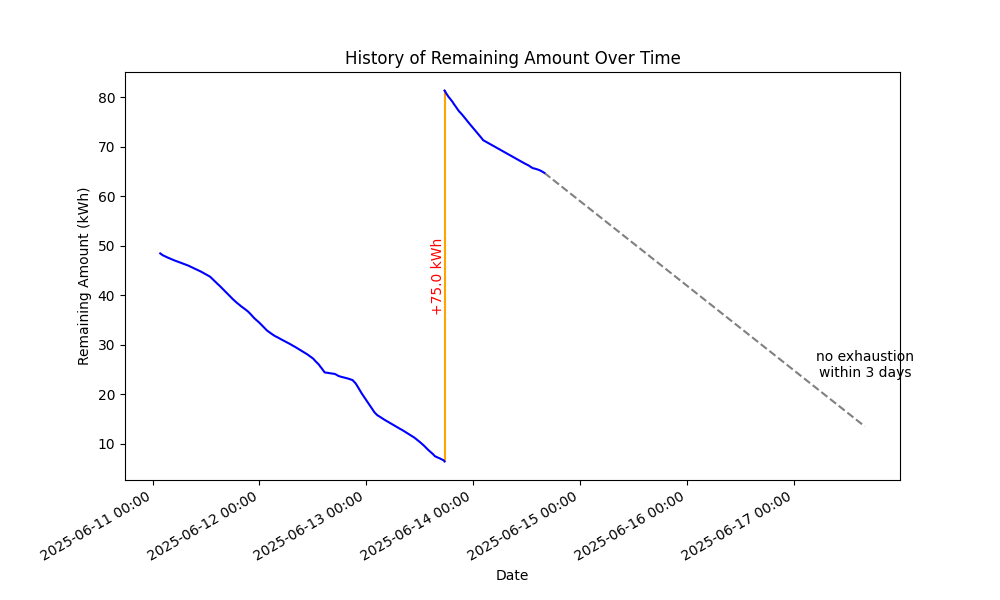 History of Remaining Amount Over Time
Remaining Amount (kWh)
80
70
60
50
40
30
20
10
+75.0 kWh
no exhaustion
within 3 days
2025-06-11 00:00
2025-06-12 00:00
2025-06-13 00:00
2025-06-14 00:00
2025-06-15 00:00
2025-06-16 00:00
2025-06-17 00:00
Date